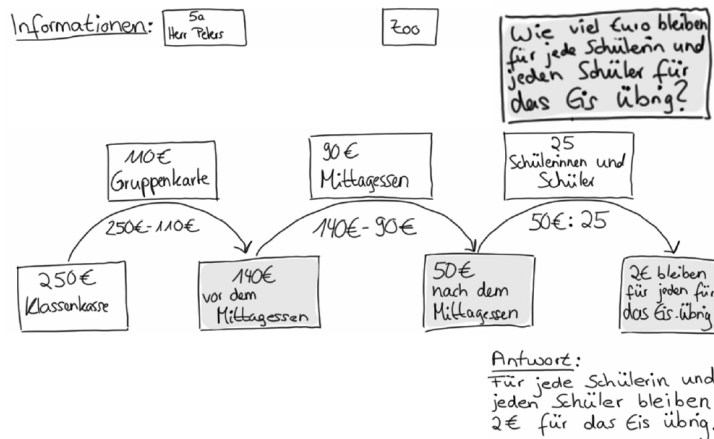 Informationen:
5a
Herr Peters
Zoo
Wie viel Euro bleiben
für jede Schülerin und
jeden Schüler für
das Eis übrig?
110€
Gruppenkarte
90€
Mittagessen
25
Schülerinnen und
Schüler
250€-110€
140€-90€
50€:25
250€
Klassenkasse
140€
vor dem
Mittagessen
50€
nach dem
Mittagessen
2€ bleiben
für jeden für
das Eis übrig
Antwort:
Für jede Schülerin und
jeden Schüler bleiben
2€ für das Eis übrig.